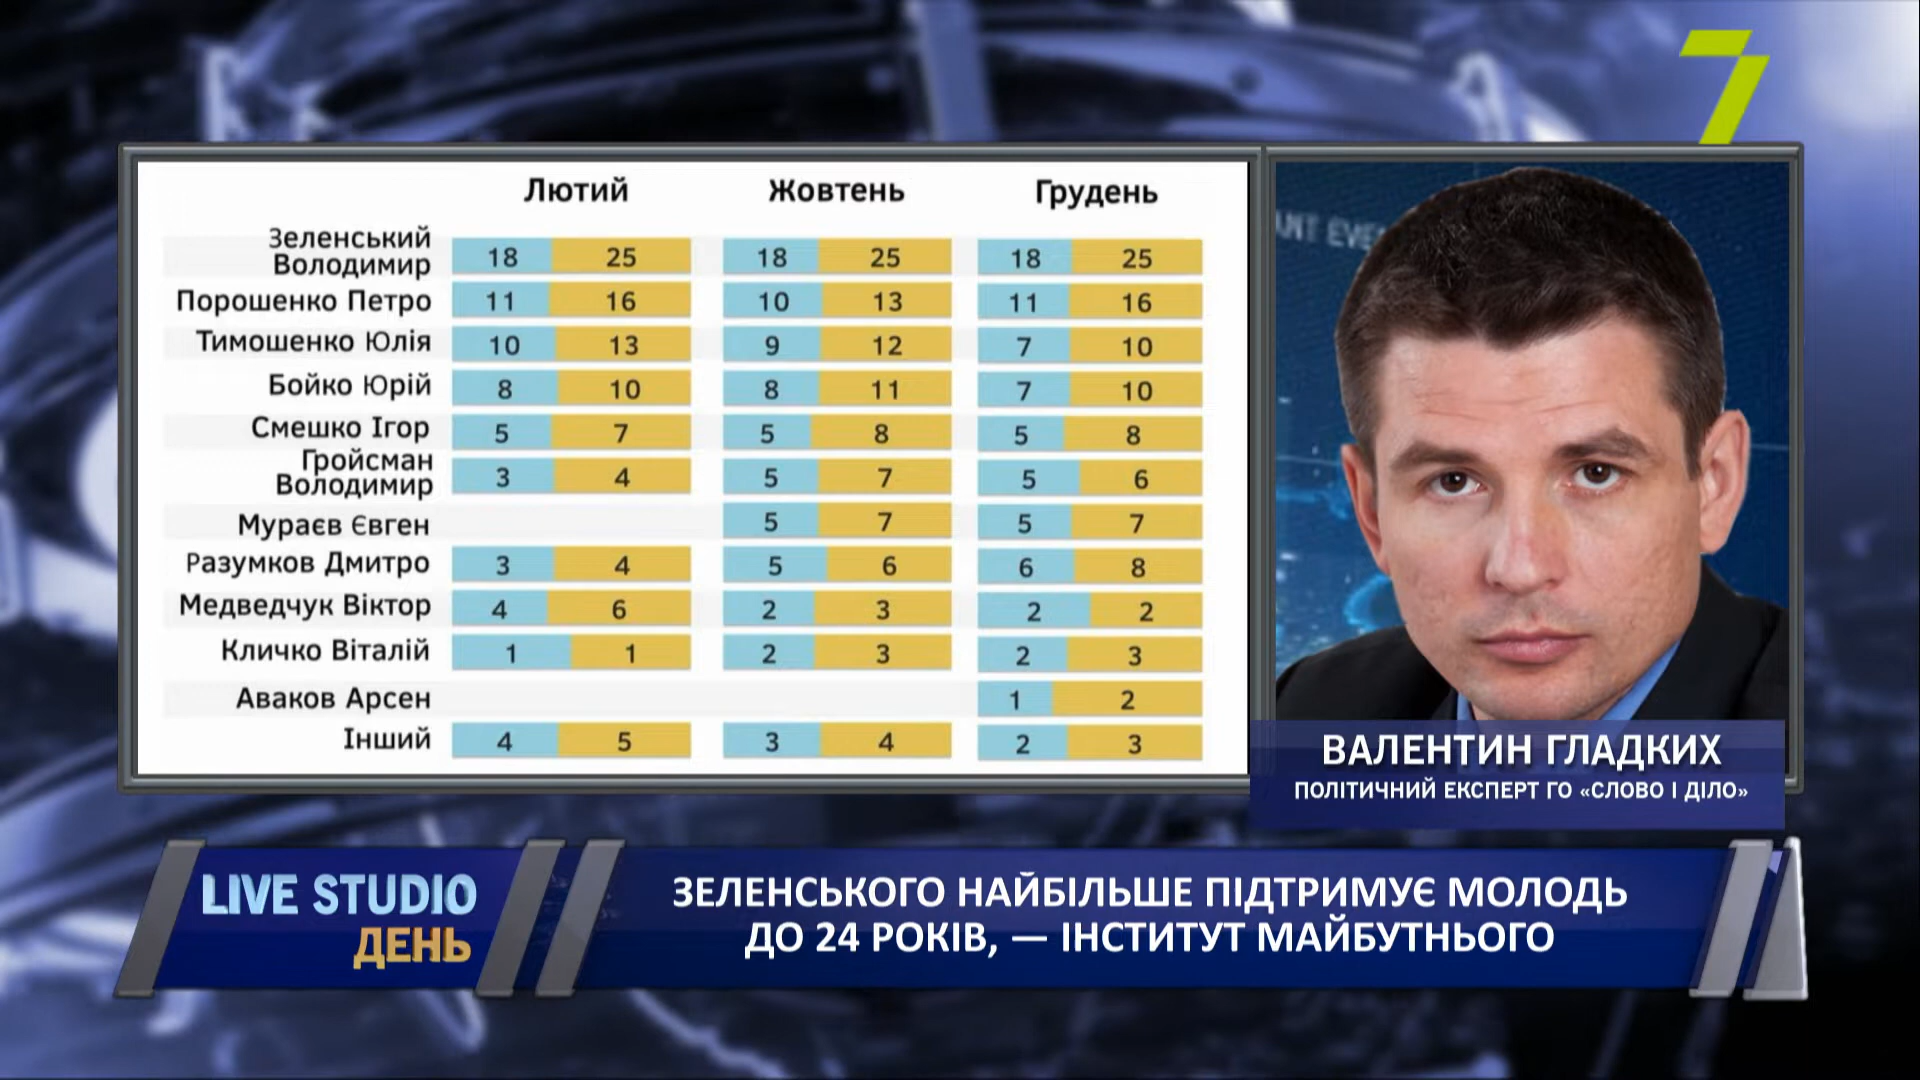 7
Лютий Жовтень Грудень
Зеленський
Володимир 18 25 18 25 18 25
Порошенко Петро 11 16 10 13 11 16
Тимошенко Юлія 10 13 9 12 7 10
Бойко Юрій 8 10 8 11 7 10
Смешко Ігор 5 7 5 8 5 8
Гройсман
Володимир 3 4 5 7 5 6
Мураєв Євген 5 7 5 7
Разумков Дмитро 3 4 5 6 6 8
Медведчук Віктор 4 6 2 3 2 2
Кличко Віталій 1 1 2 3 2 3
Аваков Арсен 1 2
Інший 4 5 3 4 2 3
ВАЛЕНТИН ГЛАДКИХ
ПОЛІТИЧНИЙ ЕКСПЕРТ ГО «СЛОВО І ДІЛО»
LIVE STUDIO
ДЕНЬ
ЗЕЛЕНСЬКОГО НАЙБІЛЬШЕ ПІДТРИМУЄ МОЛОДЬ
ДО 24 РОКІВ, — ІНСТИТУТ МАЙБУТНЬОГО